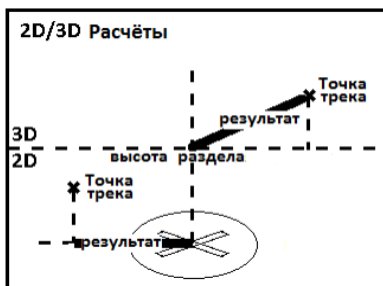 2D/3D Расчёты
Точка
трека
результат
3D
высота раздела
2D
Точка
трека
результат